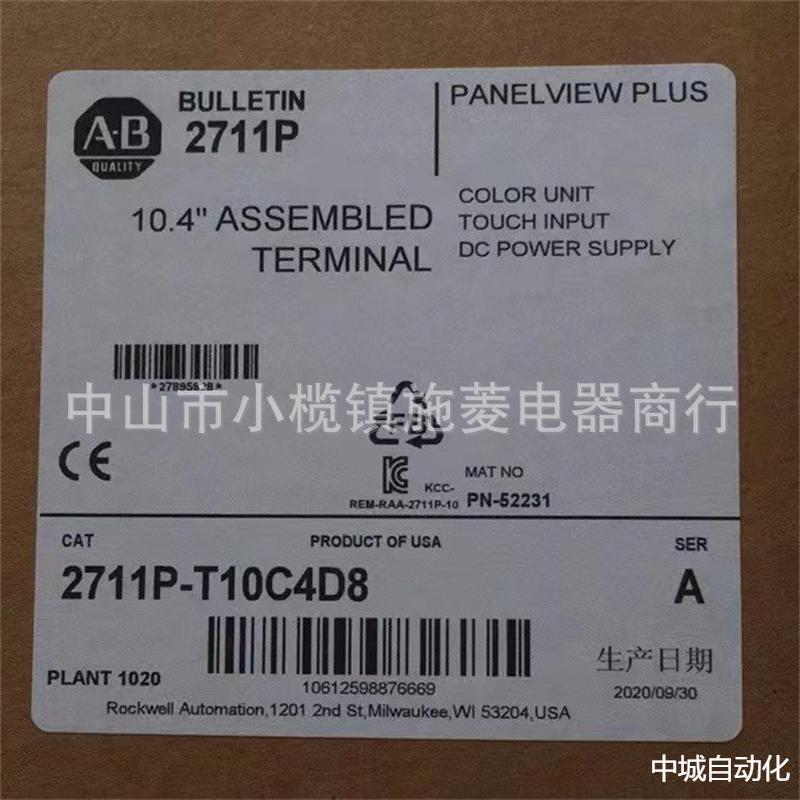 A-B
QUALITY
BULLETIN
2711P
PANELVIEW PLUS
10.4" ASSEMBLED
TERMINAL
COLOR UNIT
TOUCH INPUT
DC POWER SUPPLY
中山市小榄镇施菱电器商行
CE
KCC-
REM-RAA-2711P-10
MAT NO
PN-52231
CAT
PRODUCT OF USA
SER
2711P-T10C4D8
A
PLANT 1020
10612598876669
生产日期
2020/09/30
Rockwell Automation,1201 2nd St,Milwaukee,WI 53204,USA
中城自动化